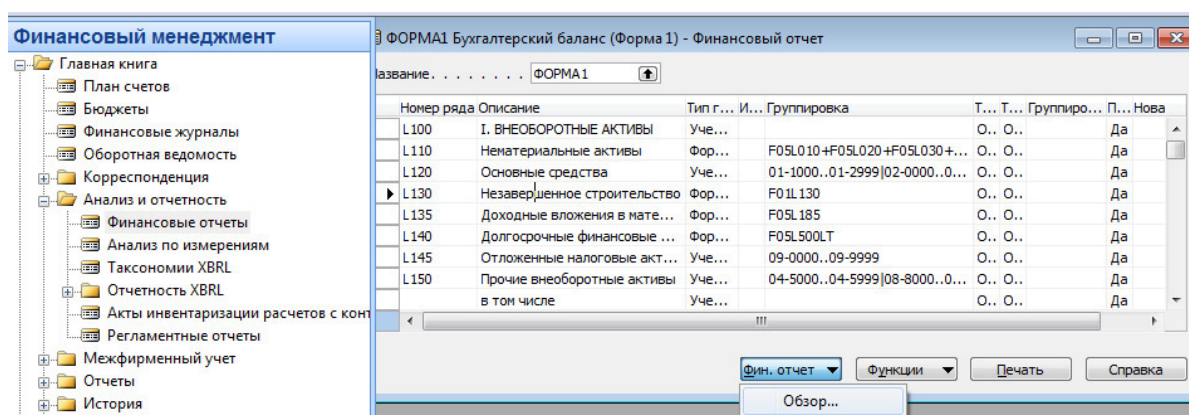 Финансовый менеджмент
Главная книга
План счетов
Бюджеты
Финансовые журналы
Оборотная ведомость
Корреспонденция
Анализ и отчетность
Финансовые отчеты
Анализ по измерениям
Таксономии XBRL
Отчетность XBRL
Акты инвентаризации расчетов с конт
Регламентные отчеты
Межфирменный учет
Отчеты
История
ФОРМА1 Бухгалтерский баланс (Форма 1) - Финансовый отчет
Название. . . . . . . . ФОРМА1
Номер ряда Описание Тип г... И... Группировка Т... Т... Группиро... П... Нова
L100 I. ВНЕОБОРОТНЫЕ АКТИВЫ Уче... О.. О.. Да
L110 Нематериальные активы Фор... F05L010+F05L020+F05L030+... О.. О.. Да
L120 Основные средства Уче... 01-1000..01-2999|02-0000..0... О.. О.. Да
L130 Незавершенное строительство Фор... F01L130 О.. О.. Да
L135 Доходные вложения в мате... Фор... F05L185 О.. О.. Да
L140 Долгосрочные финансовые ... Фор... F05L500LT О.. О.. Да
L145 Отложенные налоговые акт... Уче... 09-0000..09-9999 О.. О.. Да
L150 Прочие внеоборотные активы Уче... 04-5000..04-5999|08-8000..0... О.. О.. Да
в том числе Уче... О.. О.. Да
Фин. отчет Функции Печать Справка
Обзор...